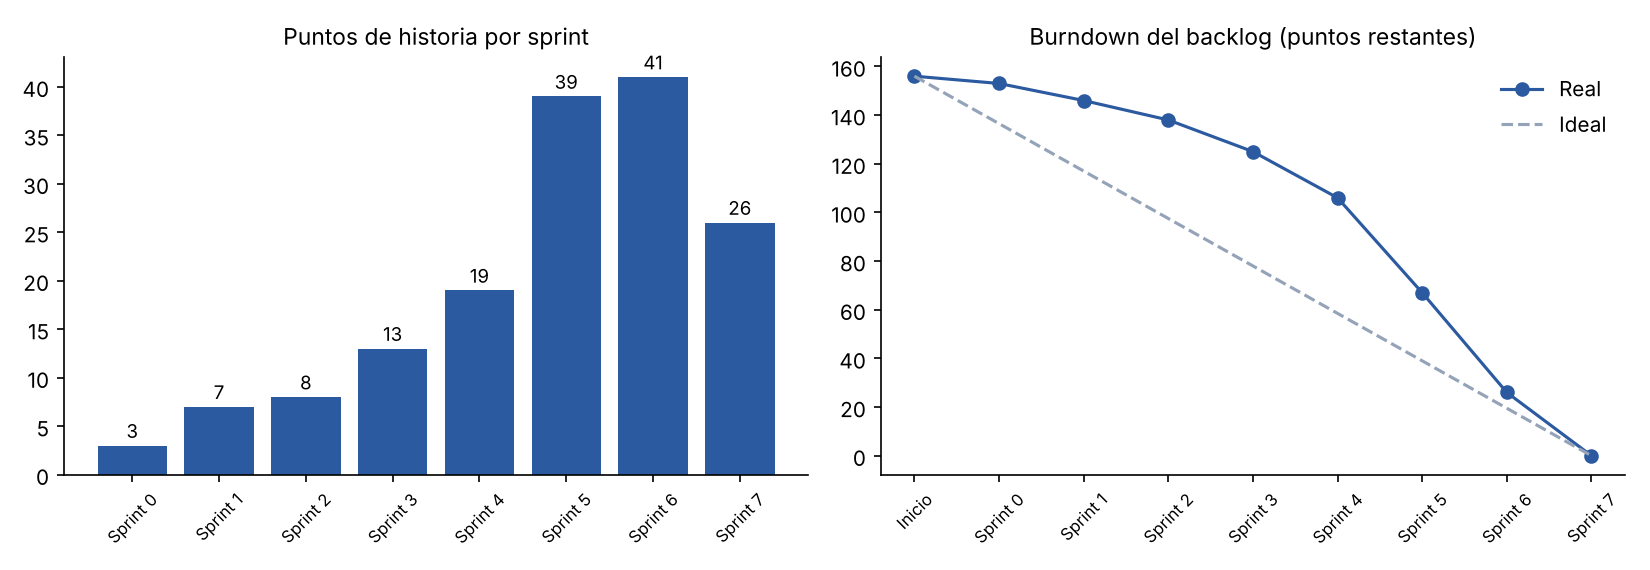 Puntos de historia por sprint
40
35
30
25
20
15
10
5
0
3
7
8
13
19
39
41
26
Sprint 0
Sprint 1
Sprint 2
Sprint 3
Sprint 4
Sprint 5
Sprint 6
Sprint 7
Burndown del backlog (puntos restantes)
160
140
120
100
80
60
40
20
0
Real
Ideal
Inicio
Sprint 0
Sprint 1
Sprint 2
Sprint 3
Sprint 4
Sprint 5
Sprint 6
Sprint 7